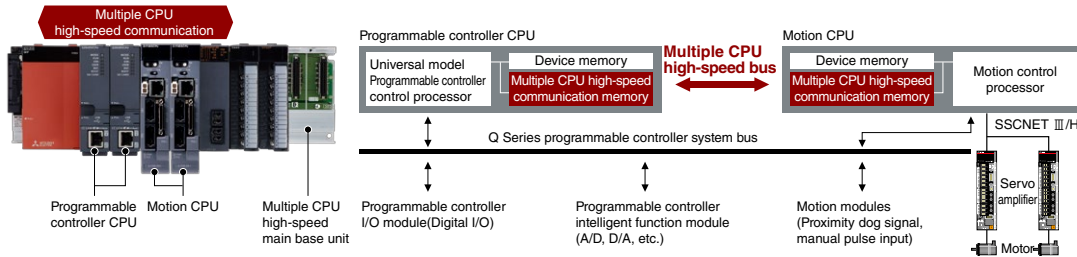 Multiple CPU
high-speed communication
Programmable
controller CPU
Motion CPU
Multiple CPU
high-speed
main base unit
Programmable controller CPU
Universal model
Programmable controller
control processor
Device memory
Multiple CPU high-speed
communication memory
Multiple CPU
high-speed bus
Motion CPU
Device memory
Multiple CPU high-speed
communication memory
Motion control
processor
SSCNET Ⅲ/H
Q Series programmable controller system bus
Programmable controller
I/O module(Digital I/O)
Programmable controller
intelligent function module
(A/D, D/A, etc.)
Motion modules
(Proximity dog signal,
manual pulse input)
Servo
amplifier
Motor